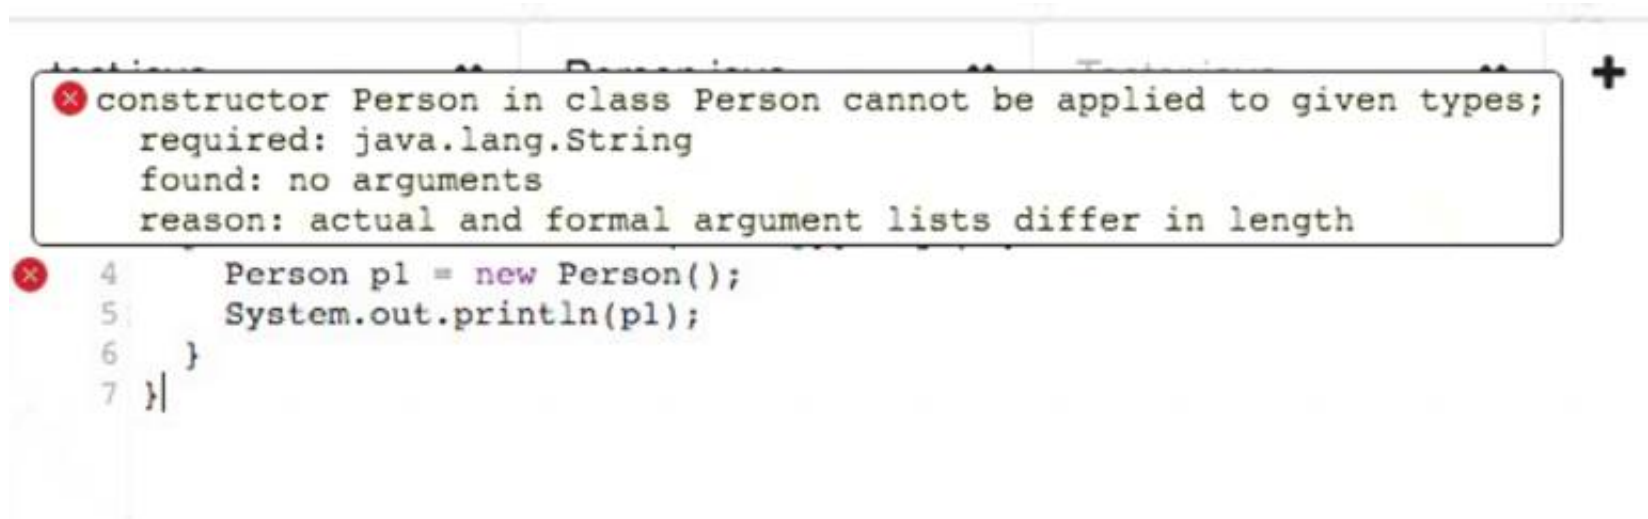 constructor Person in class Person cannot be applied to given types;
required: java.lang.String
found: no arguments
reason: actual and formal argument lists differ in length
4 Person p1 = new Person();
5 System.out.println(p1);
6 }
7 }